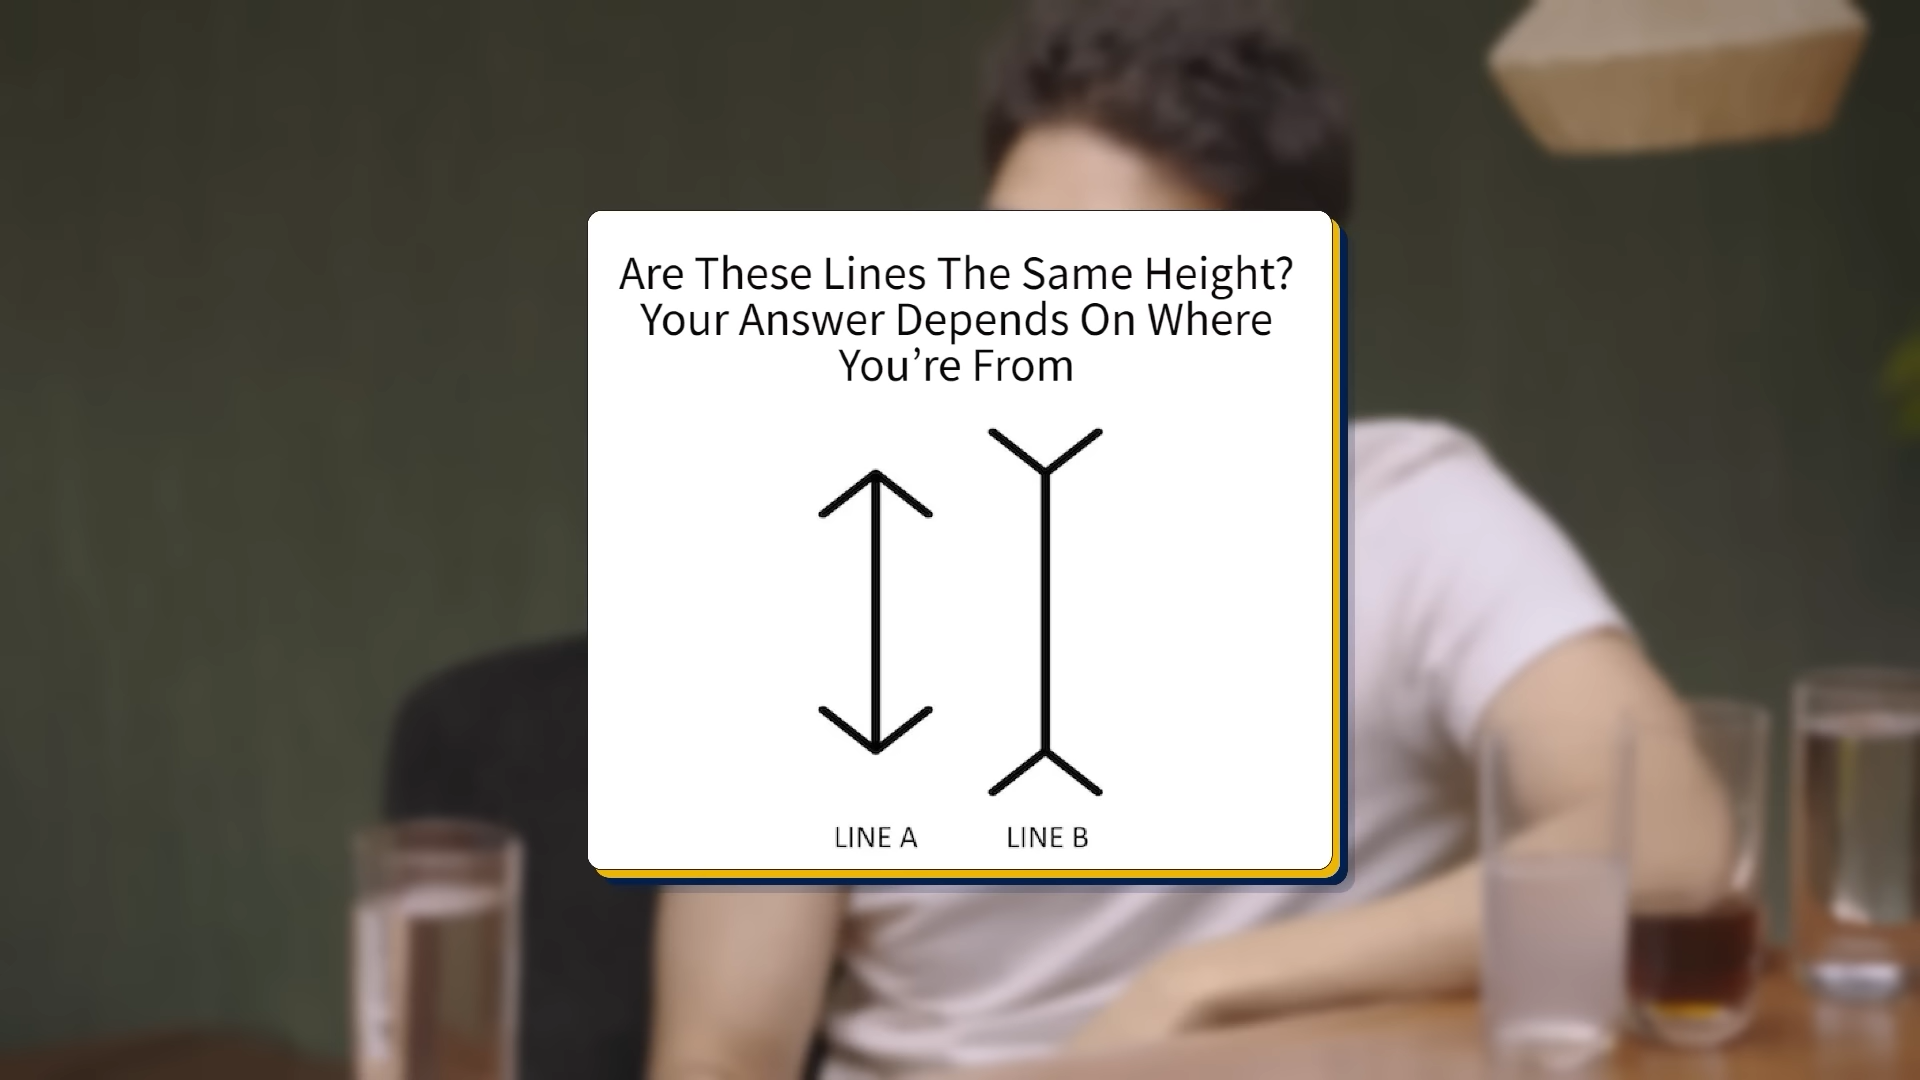 Are These Lines The Same Height?
Your Answer Depends On Where
You’re From
LINE A
LINE B